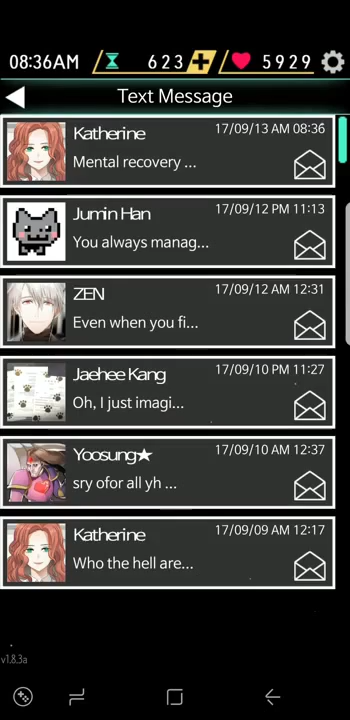 08:36AM 623 5929
Text Message
Katherine 17/09/13 AM 08:36
Mental recovery ...
Jumin Han 17/09/12 PM 11:13
You always manag...
ZEN 17/09/12 AM 12:31
Even when you fi...
Jaehee Kang 17/09/10 PM 11:27
Oh, I just imagi...
Yoosung★ 17/09/10 AM 12:37
sry ofor all yh ...
Katherine 17/09/09 AM 12:17
Who the hell are...
v1.8.3a